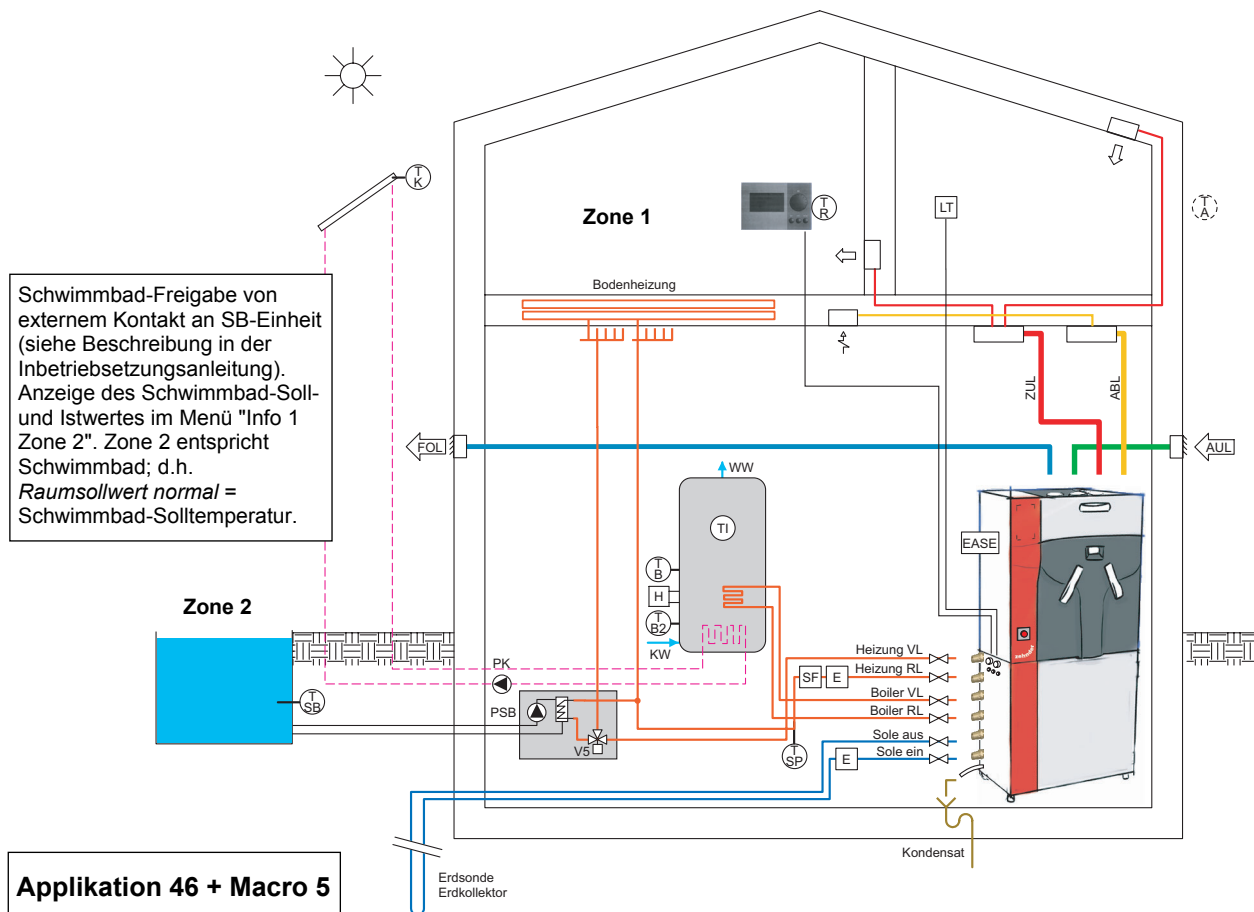 T
K
Zone 1
T
R
LT
T
A
Schwimmbad-Freigabe von
externem Kontakt an SB-Einheit
(siehe Beschreibung in der
Inbetriebsetzungsanleitung).
Anzeige des Schwimmbad-Soll-
und Istwertes im Menü "Info 1
Zone 2". Zone 2 entspricht
Schwimmbad; d.h.
Raumsollwert normal =
Schwimmbad-Solltemperatur.
Bodenheizung
ZUL
ABL
FOL
AUL
WW
TI
EASE
T
B
H
T
B2
KW
Zone 2
T
SB
PK
PSB
V5
Heizung VL
Heizung RL
SF
E
Boiler VL
Boiler RL
Sole aus
Sole ein
E
T
SP
zehnder
Kondensat
Erdsonde
Erdkollektor
Applikation 46 + Macro 5